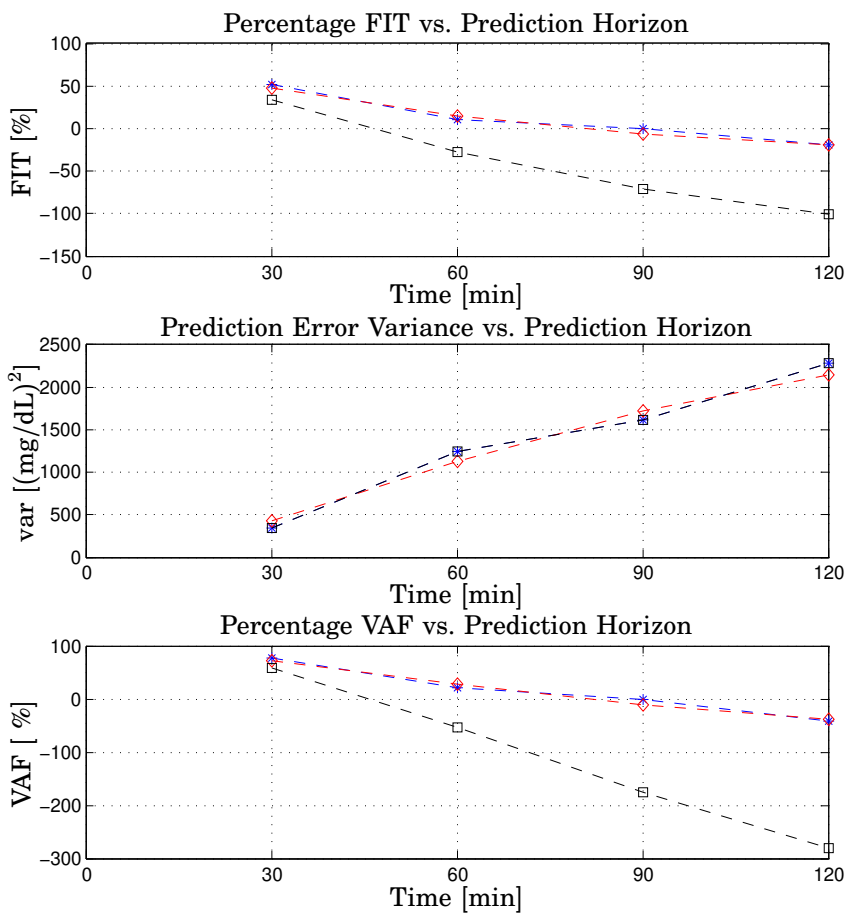 Percentage FIT vs. Prediction Horizon
100
50
0
−50
−100
−150
FIT [%]
0 30 60 90 120
Time [min]
Prediction Error Variance vs. Prediction Horizon
2500
2000
1500
1000
500
0
var [(mg/dL)²]
0 30 60 90 120
Time [min]
Percentage VAF vs. Prediction Horizon
100
0
−100
−200
−300
VAF [ %]
0 30 60 90 120
Time [min]